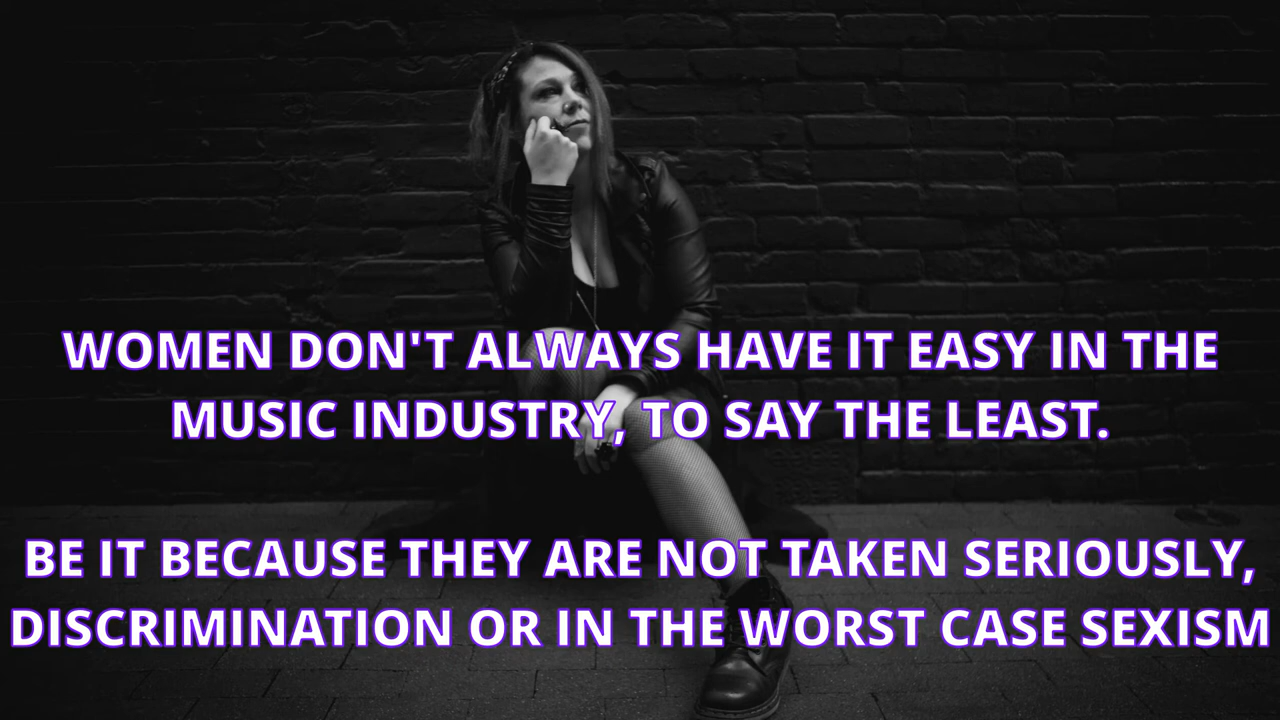 WOMEN DON'T ALWAYS HAVE IT EASY IN THE
MUSIC INDUSTRY, TO SAY THE LEAST.
BE IT BECAUSE THEY ARE NOT TAKEN SERIOUSLY,
DISCRIMINATION OR IN THE WORST CASE SEXISM